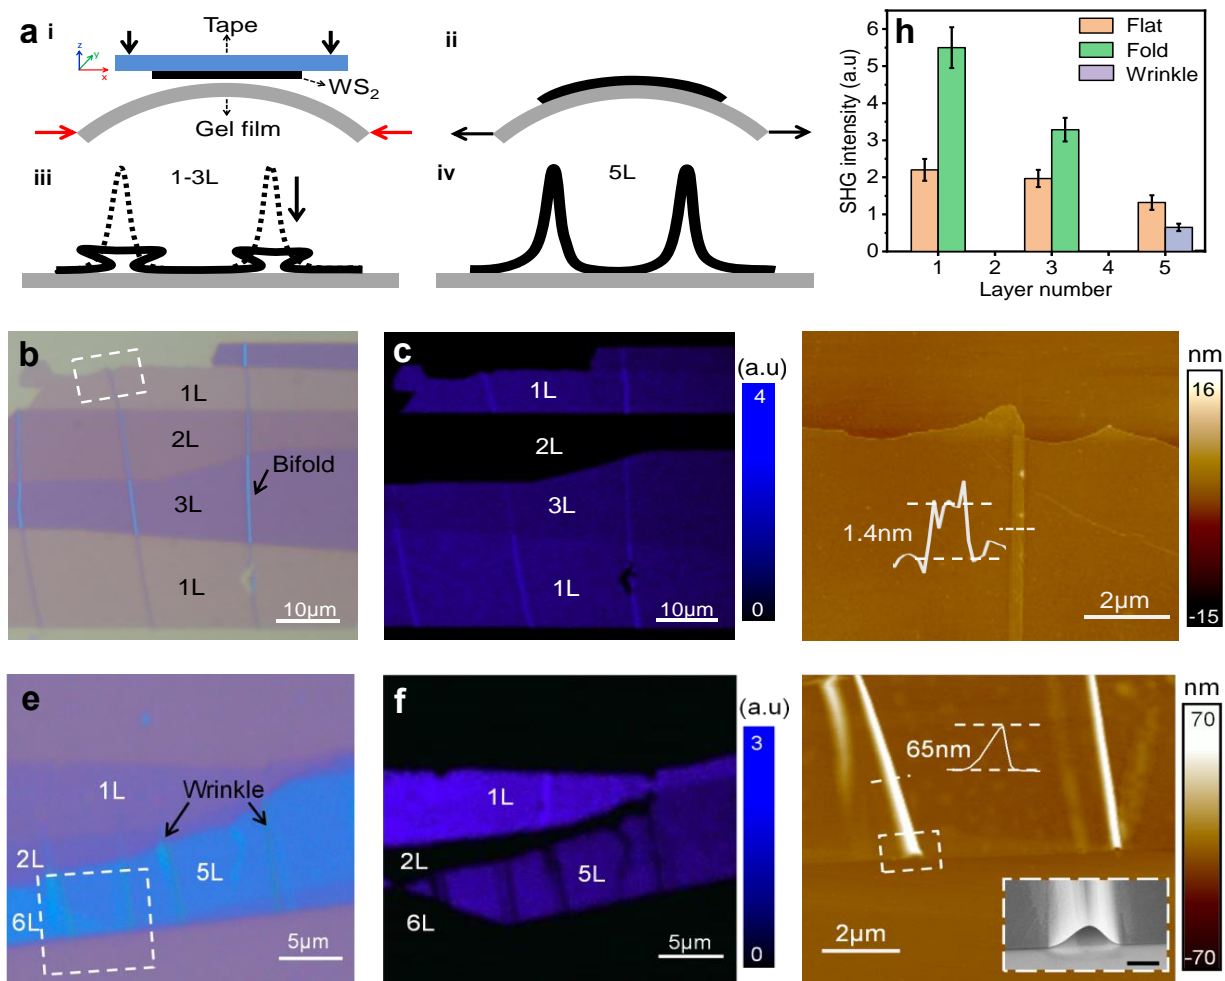 a i
Tape
z
y
x
WS2
Gel film
ii
iii
1-3L
iv
5L
h
SHG intensity (a.u)
6
5
4
3
2
1
0
Flat
Fold
Wrinkle
1 2 3 4 5
Layer number
b
1L
2L
Bifold
3L
1L
10μm
c
1L
2L
3L
1L
10μm
(a.u)
4
0
1.4nm
2μm
nm
16
-15
e
1L
Wrinkle
2L
5L
6L
5μm
f
1L
2L
5L
6L
5μm
(a.u)
3
0
65nm
2μm
nm
70
-70